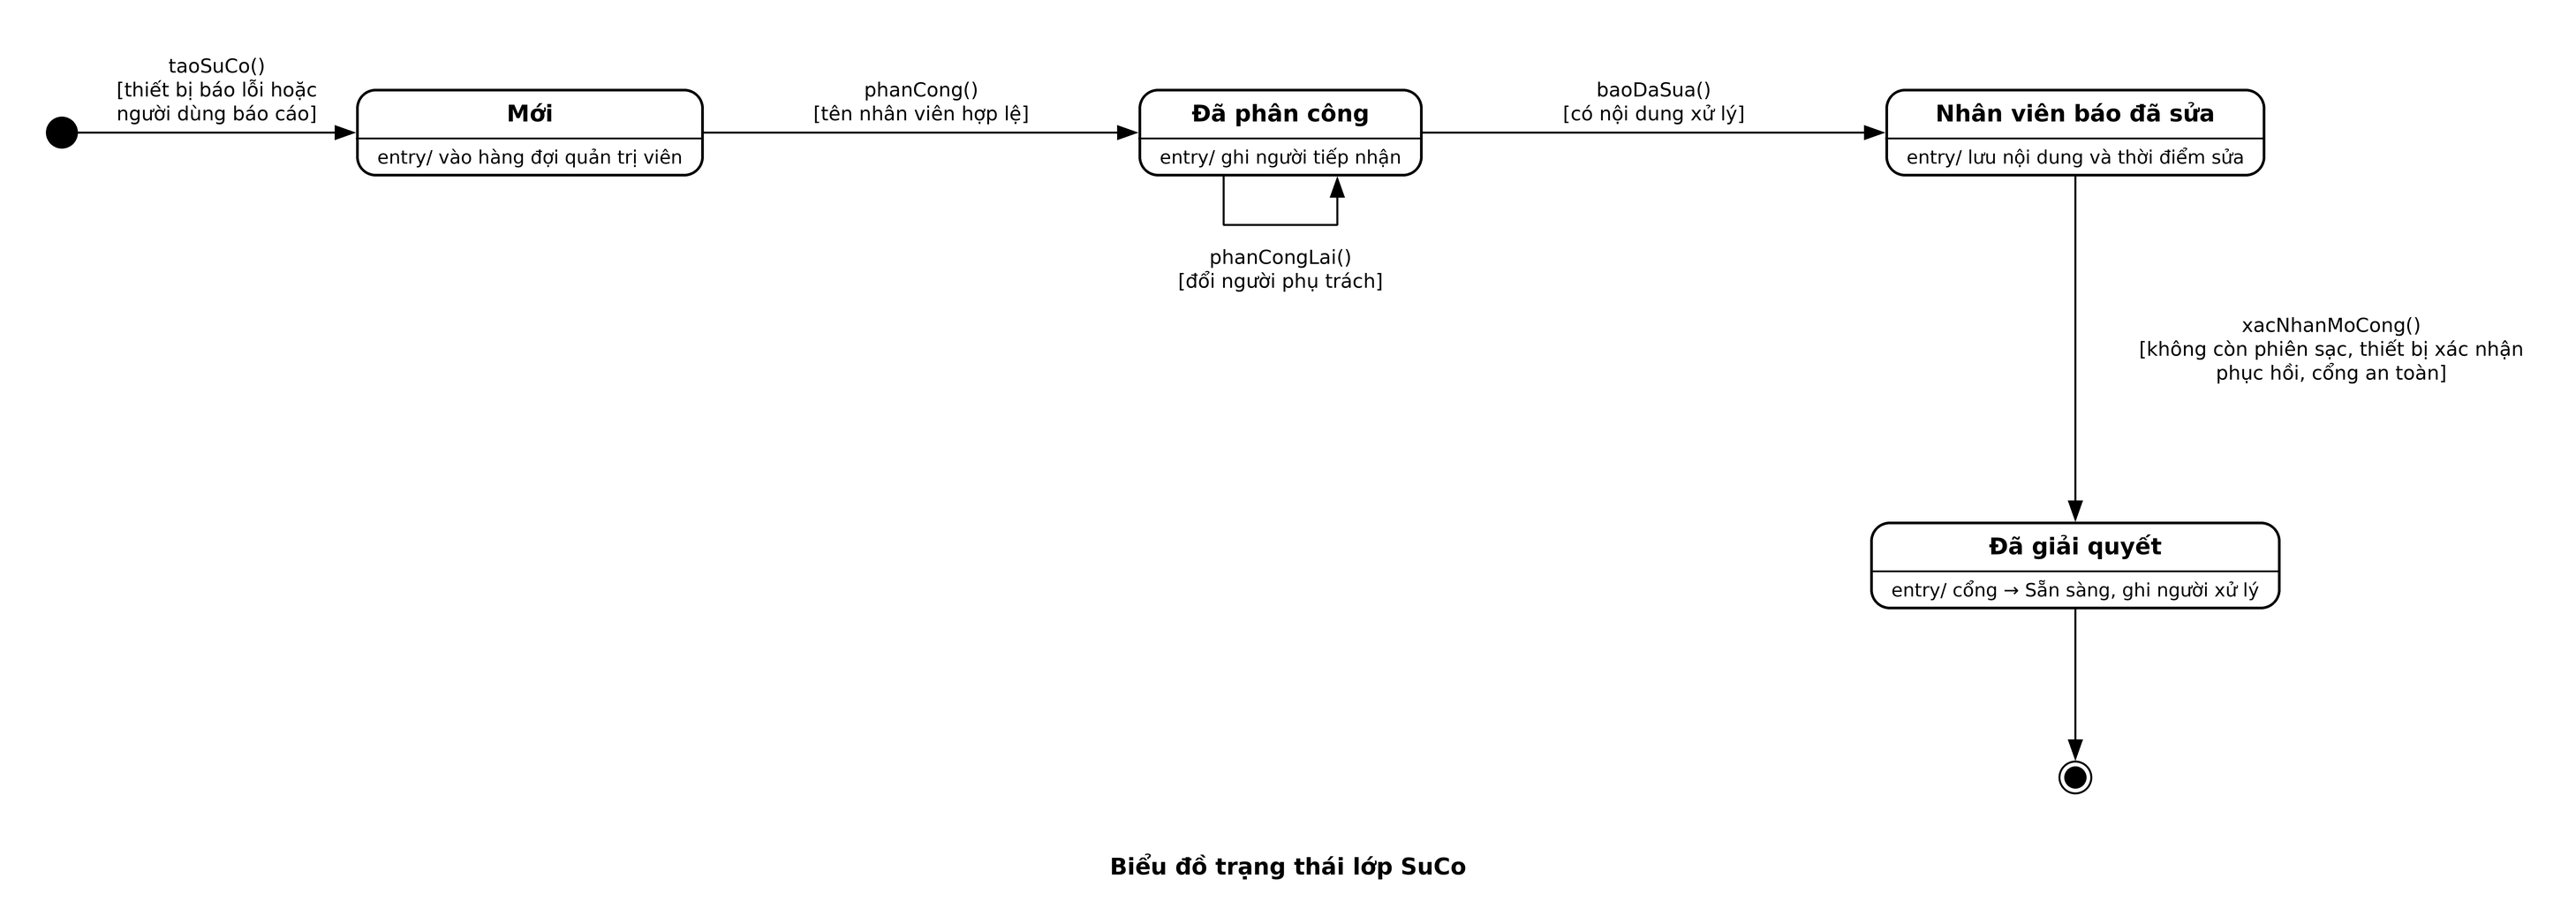 taoSuCo()
[thiết bị báo lỗi hoặc
người dùng báo cáo]
Mới
entry/ vào hàng đợi quản trị viên
phanCong()
[tên nhân viên hợp lệ]
Đã phân công
entry/ ghi người tiếp nhận
phanCongLai()
[đổi người phụ trách]
baoDaSua()
[có nội dung xử lý]
Nhân viên báo đã sửa
entry/ lưu nội dung và thời điểm sửa
xacNhanMoCong()
[không còn phiên sạc, thiết bị xác nhận
phục hồi, cổng an toàn]
Đã giải quyết
entry/ cổng → Sẵn sàng, ghi người xử lý
Biểu đồ trạng thái lớp SuCo